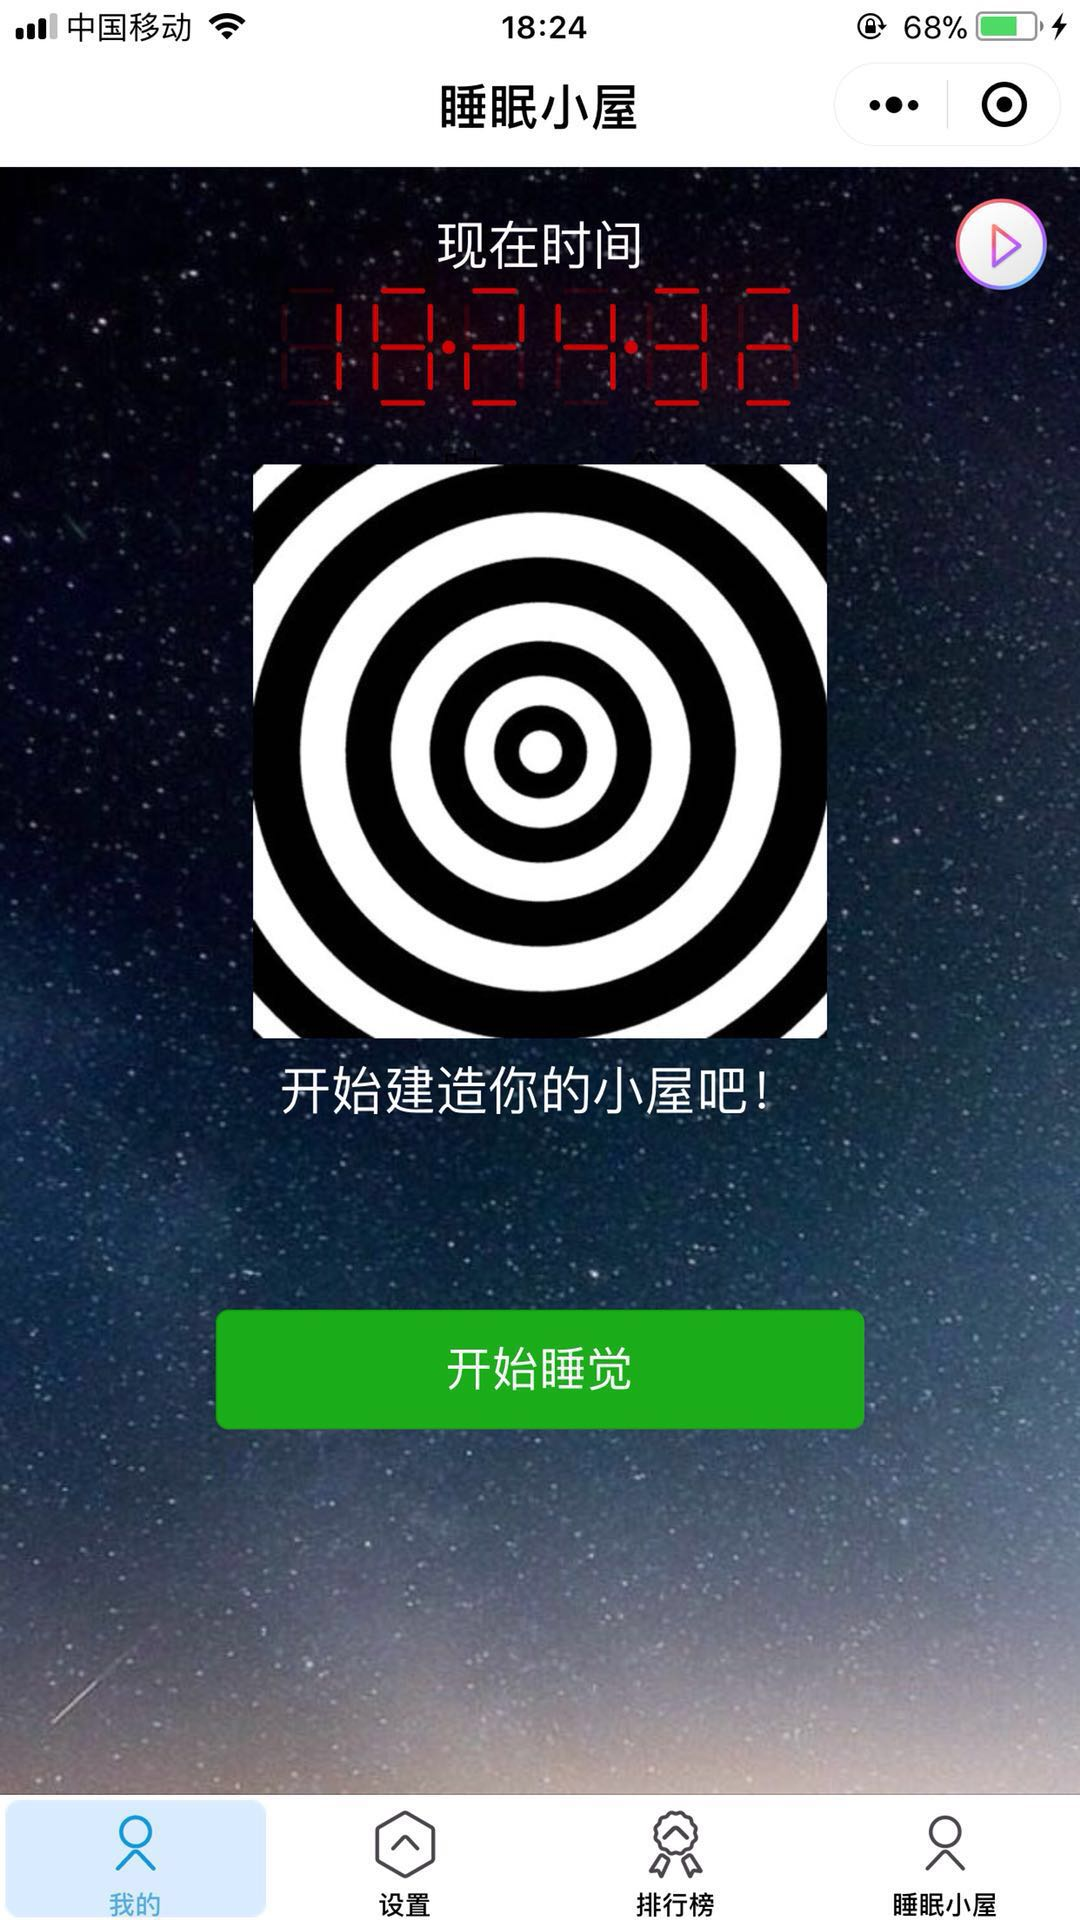 中国移动 18:24 68%
睡眠小屋
现在时间
18:24:32
开始建造你的小屋吧！
开始睡觉
我的 设置 排行榜 睡眠小屋